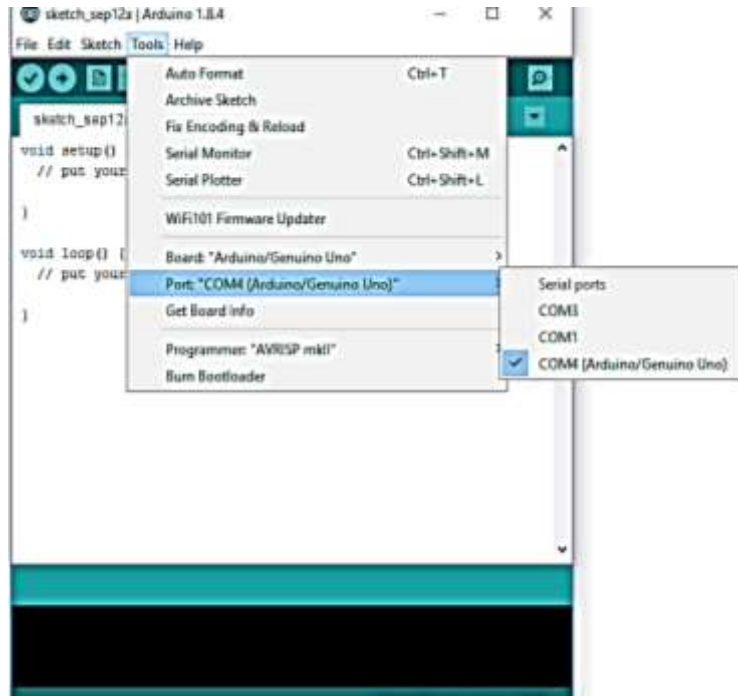 sketch_sep12a | Arduino 1.8.4
File Edit Sketch Tools Help
sketch_sep12
Auto Format Ctrl+T
Archive Sketch
Fix Encoding & Reload
Serial Monitor Ctrl+Shift+M
Serial Plotter Ctrl+Shift+L
WiFi101 Firmware Updater
Board: "Arduino/Genuino Uno"
Port: "COM4 (Arduino/Genuino Uno)"
Get Board Info
Programmer: "AVRISP mkII"
Burn Bootloader
Serial ports
COM3
COM1
COM4 (Arduino/Genuino Uno)
void setup()
// put your
}
void loop() {
// put your
}